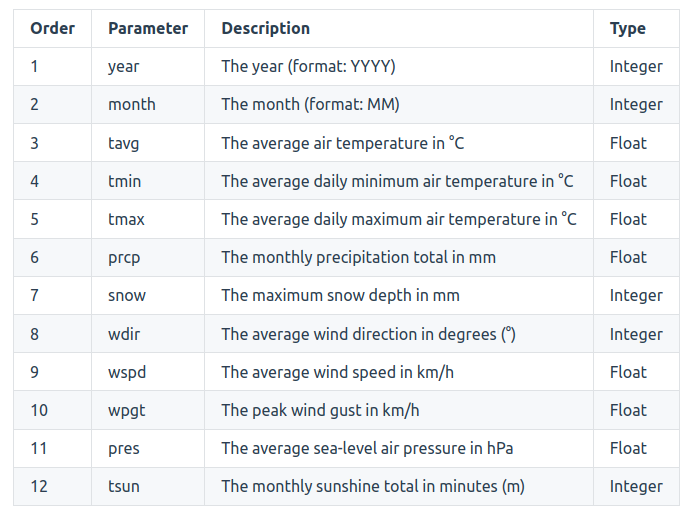 Order Parameter Description Type
1 year The year (format: YYYY) Integer
2 month The month (format: MM) Integer
3 tavg The average air temperature in °C Float
4 tmin The average daily minimum air temperature in °C Float
5 tmax The average daily maximum air temperature in °C Float
6 prcp The monthly precipitation total in mm Float
7 snow The maximum snow depth in mm Integer
8 wdir The average wind direction in degrees (°) Integer
9 wspd The average wind speed in km/h Float
10 wpgt The peak wind gust in km/h Float
11 pres The average sea-level air pressure in hPa Float
12 tsun The monthly sunshine total in minutes (m) Integer